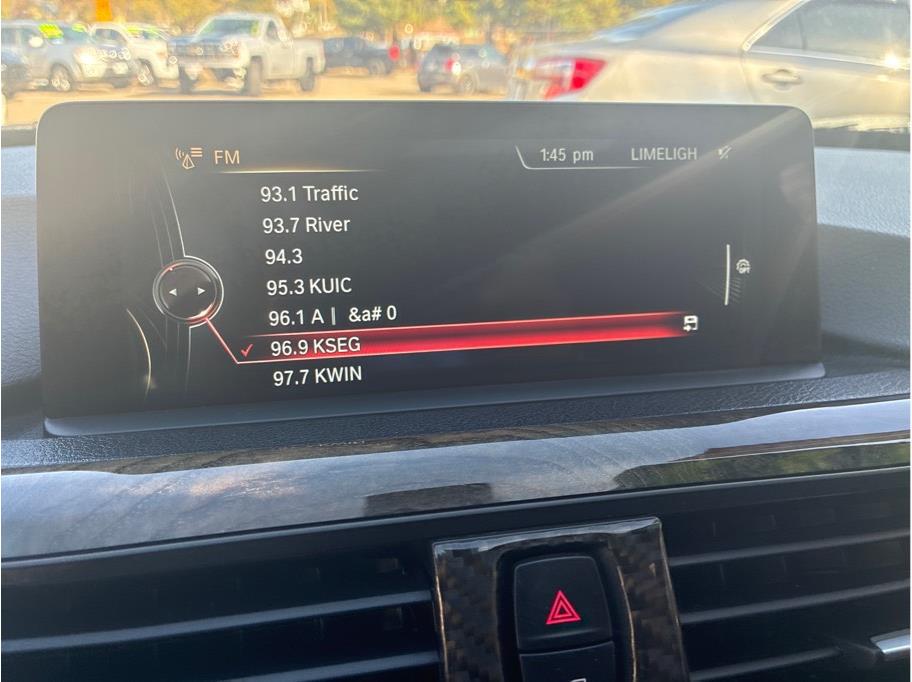 FM
1:45 pm LIMELIGH
93.1 Traffic
93.7 River
94.3
95.3 KUIC
96.1 A | &a# 0
96.9 KSEG
97.7 KWIN